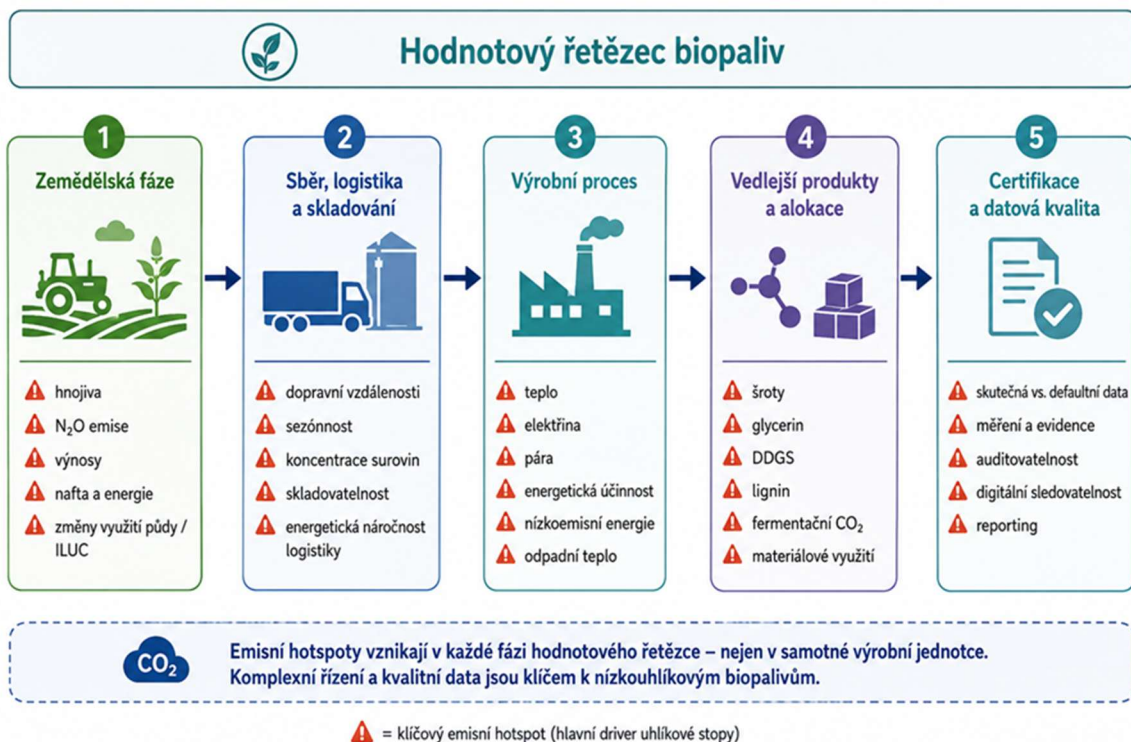 Hodnotový řetězec biopaliv
1
Zemědělská fáze
hnojiva
N₂O emise
výnosy
nafta a energie
změny využití půdy /
ILUC
2
Sběr, logistika
a skladování
dopravní vzdálenosti
sezónnost
koncentrace surovin
skladovatelnost
energetická náročnost
logistiky
3
Výrobní proces
teplo
elektřina
pára
energetická účinnost
nízkoemisní energie
odpadní teplo
4
Vedlejší produkty
a alokace
šroty
glycerin
DDGS
lignin
fermentační CO₂
materiálové využití
5
Certifikace
a datová kvalita
skutečná vs. defaultní data
měření a evidence
auditovatelnost
digitální sledovatelnost
reporting
CO₂
Emisní hotspoty vznikají v každé fázi hodnotového řetězce – nejen v samotné výrobní jednotce.
Komplexní řízení a kvalitní data jsou klíčem k nízkouhlíkovým biopalivům.
= klíčový emisní hotspot (hlavní driver uhlíkové stopy)